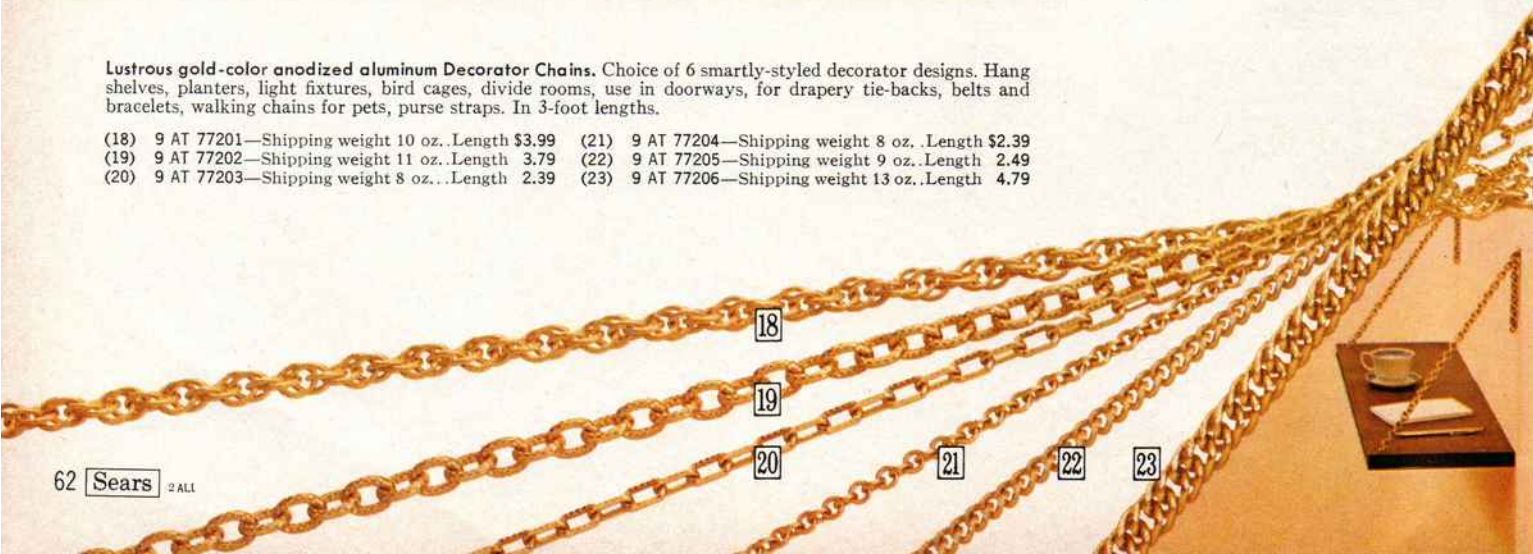 Lustrous gold-color anodized aluminum Decorator Chains. Choice of 6 smartly-styled decorator designs. Hang
shelves, planters, light fixtures, bird cages, divide rooms, use in doorways, for drapery tie-backs, belts and
bracelets, walking chains for pets, purse straps. In 3-foot lengths.
(18) 9 AT 77201—Shipping weight 10 oz..Length $3.99
(19) 9 AT 77202—Shipping weight 11 oz..Length 3.79
(20) 9 AT 77203—Shipping weight 8 oz...Length 2.39
(21) 9 AT 77204—Shipping weight 8 oz. .Length $2.39
(22) 9 AT 77205—Shipping weight 9 oz..Length 2.49
(23) 9 AT 77206—Shipping weight 13 oz..Length 4.79
18
19
20
21
22
23
62 Sears 2 ALL